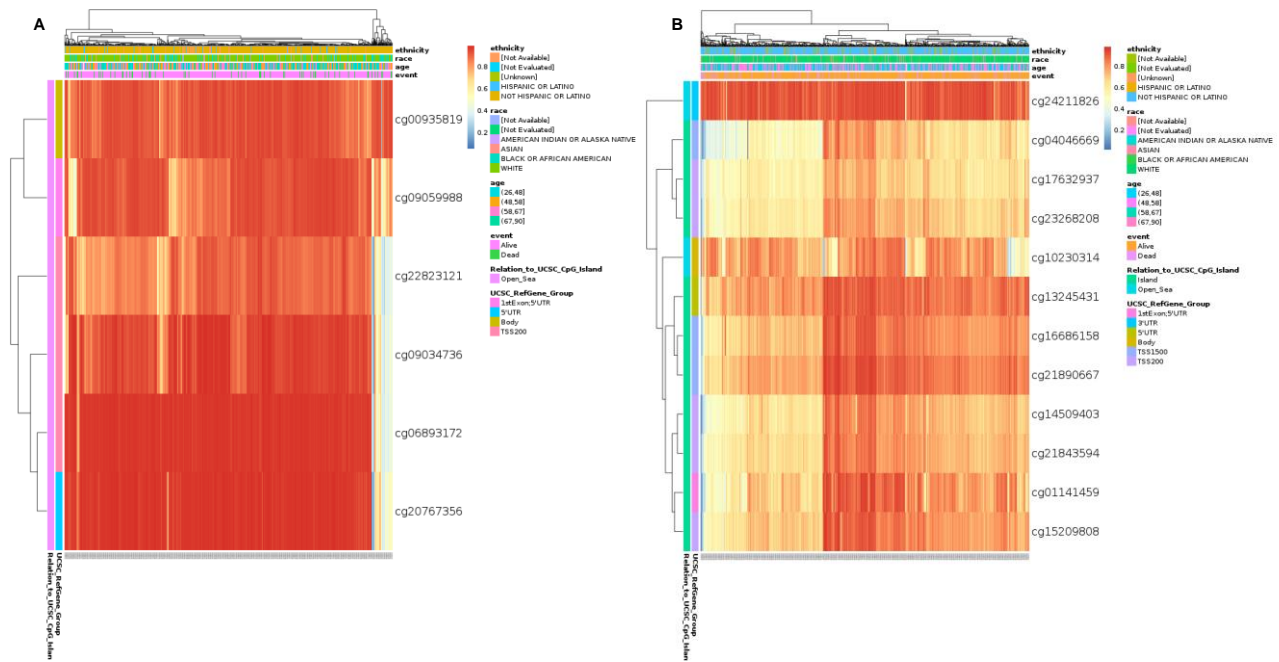 A
ethnicity
race
age
event
0.8
0.6
0.4
0.2
ethnicity
[Not Available]
[Not Evaluated]
[Unknown]
HISPANIC OR LATINO
NOT HISPANIC OR LATINO
race
[Not Available]
[Not Evaluated]
AMERICAN INDIAN OR ALASKA NATIVE
ASIAN
BLACK OR AFRICAN AMERICAN
WHITE
age
(26,48]
(48,58]
(58,67]
(67,90]
event
Alive
Dead
Relation_to_UCSC_CpG_Island
Open_Sea
UCSC_RefGene_Group
1stExon;5'UTR
5'UTR
Body
TSS200
cg00935819
cg09059988
cg22823121
cg09034736
cg06893172
cg20767356
UCSC_RefGene_Group
Relation_to_UCSC_CpG_Islan
B
ethnicity
race
age
event
0.8
0.6
0.4
0.2
ethnicity
[Not Available]
[Not Evaluated]
[Unknown]
HISPANIC OR LATINO
NOT HISPANIC OR LATINO
race
[Not Available]
[Not Evaluated]
AMERICAN INDIAN OR ALASKA NATIVE
ASIAN
BLACK OR AFRICAN AMERICAN
WHITE
age
(26,48]
(48,58]
(58,67]
(67,90]
event
Alive
Dead
Relation_to_UCSC_CpG_Island
Island
Open_Sea
UCSC_RefGene_Group
1stExon;5'UTR
3'UTR
5'UTR
Body
TSS1500
TSS200
cg24211826
cg04046669
cg17632937
cg23268208
cg10230314
cg13245431
cg16686158
cg21890667
cg14509403
cg21843594
cg01141459
cg15209808
UCSC_RefGene_Group
Relation_to_UCSC_CpG_Islan